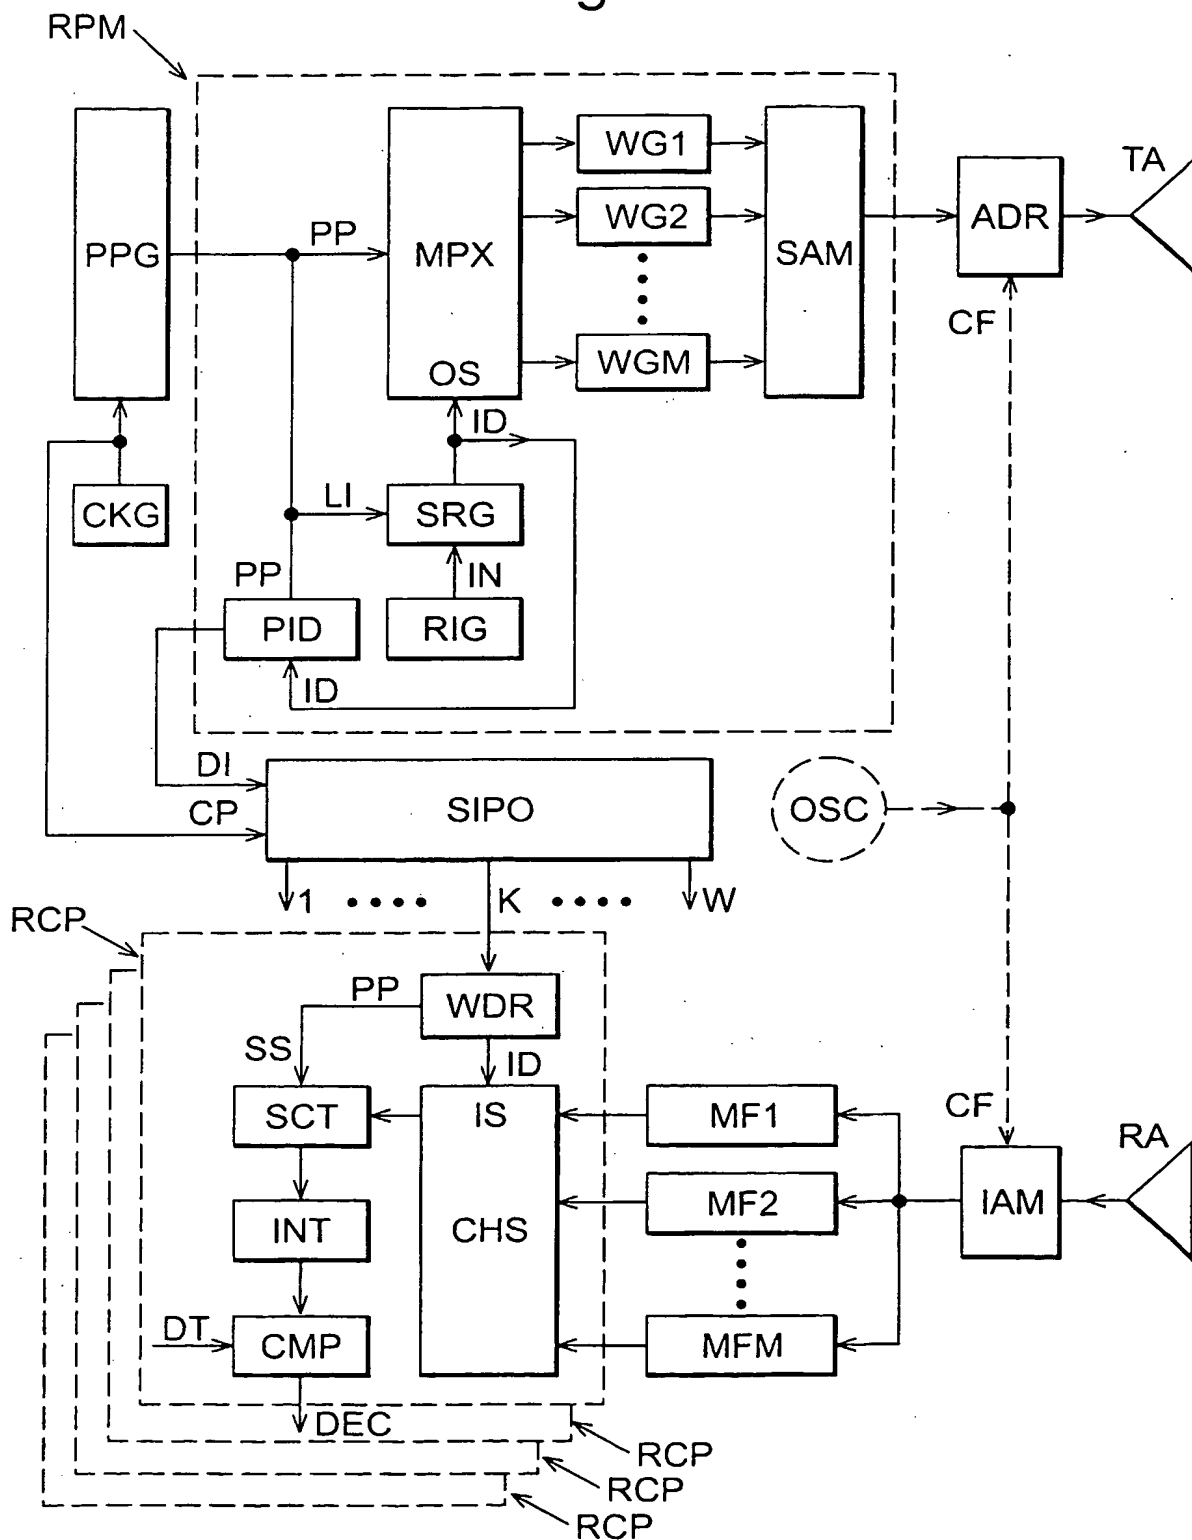 RPM
PPG
PP
MPX
OS
WG1
WG2
WGM
SAM
ADR
TA
CF
ID
CKG
LI
SRG
PP
IN
PID
RIG
ID
DI
CP
SIPO
OSC
1
K
W
RCP
PP
WDR
SS
ID
SCT
IS
MF1
CF
RA
INT
CHS
MF2
IAM
DT
CMP
MFM
DEC
RCP
RCP
RCP